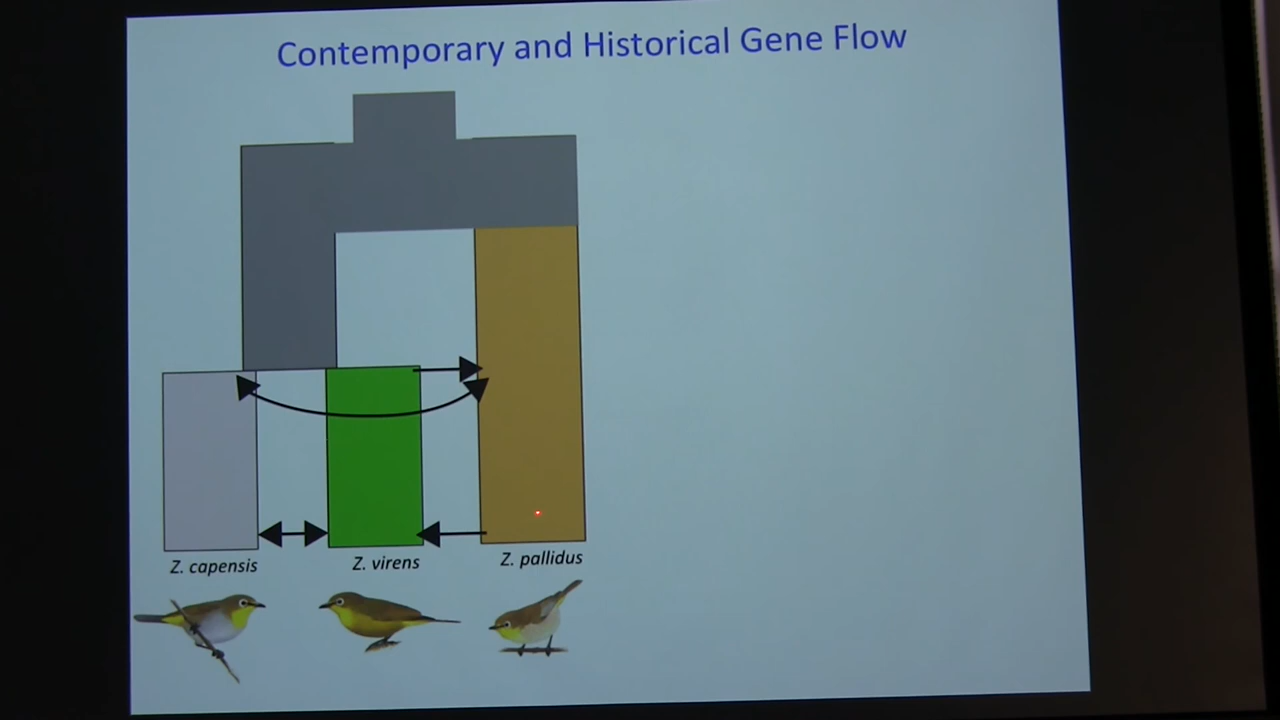 Contemporary and Historical Gene Flow
Z. capensis
Z. virens
Z. pallidus